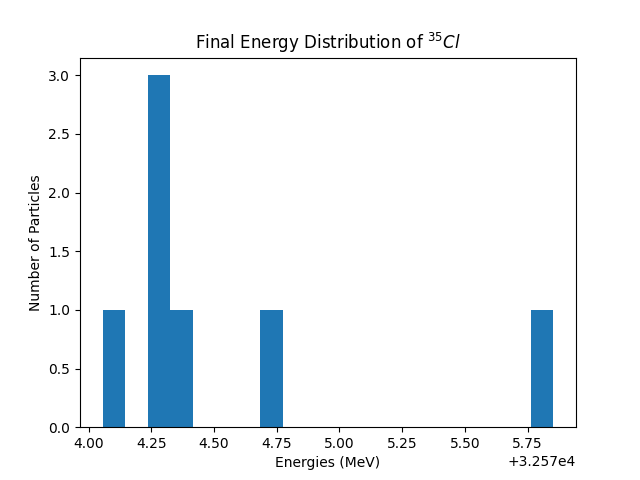 Final Energy Distribution of $^{35}Cl$
Number of Particles
3.0
2.5
2.0
1.5
1.0
0.5
0.0
4.00 4.25 4.50 4.75 5.00 5.25 5.50 5.75
Energies (MeV)
+3.257e4